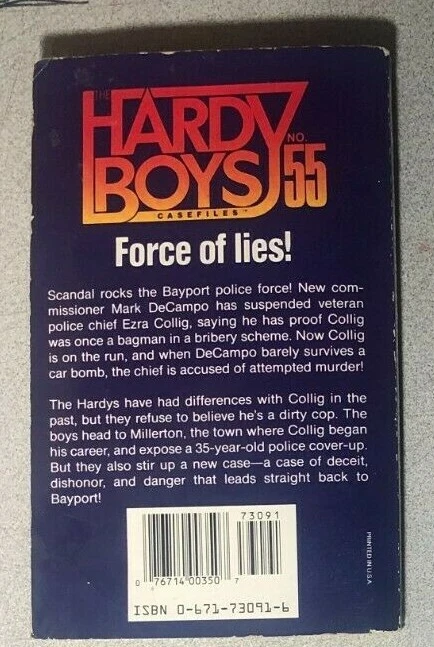 THE
HARDY
BOYS
NO. 55
CASEFILES™
Force of lies!
Scandal rocks the Bayport police force! New com-
missioner Mark DeCampo has suspended veteran
police chief Ezra Collig, saying he has proof Collig
was once a bagman in a bribery scheme. Now Collig
is on the run, and when DeCampo barely survives a
car bomb, the chief is accused of attempted murder!
The Hardys have had differences with Collig in the
past, but they refuse to believe he's a dirty cop. The
boys head to Millerton, the town where Collig began
his career, and expose a 35-year-old police cover-up.
But they also stir up a new case—a case of deceit,
dishonor, and danger that leads straight back to
Bayport!
73091
0 76714 00350 7
ISBN 0-671-73091-6
PRINTED IN U.S.A.